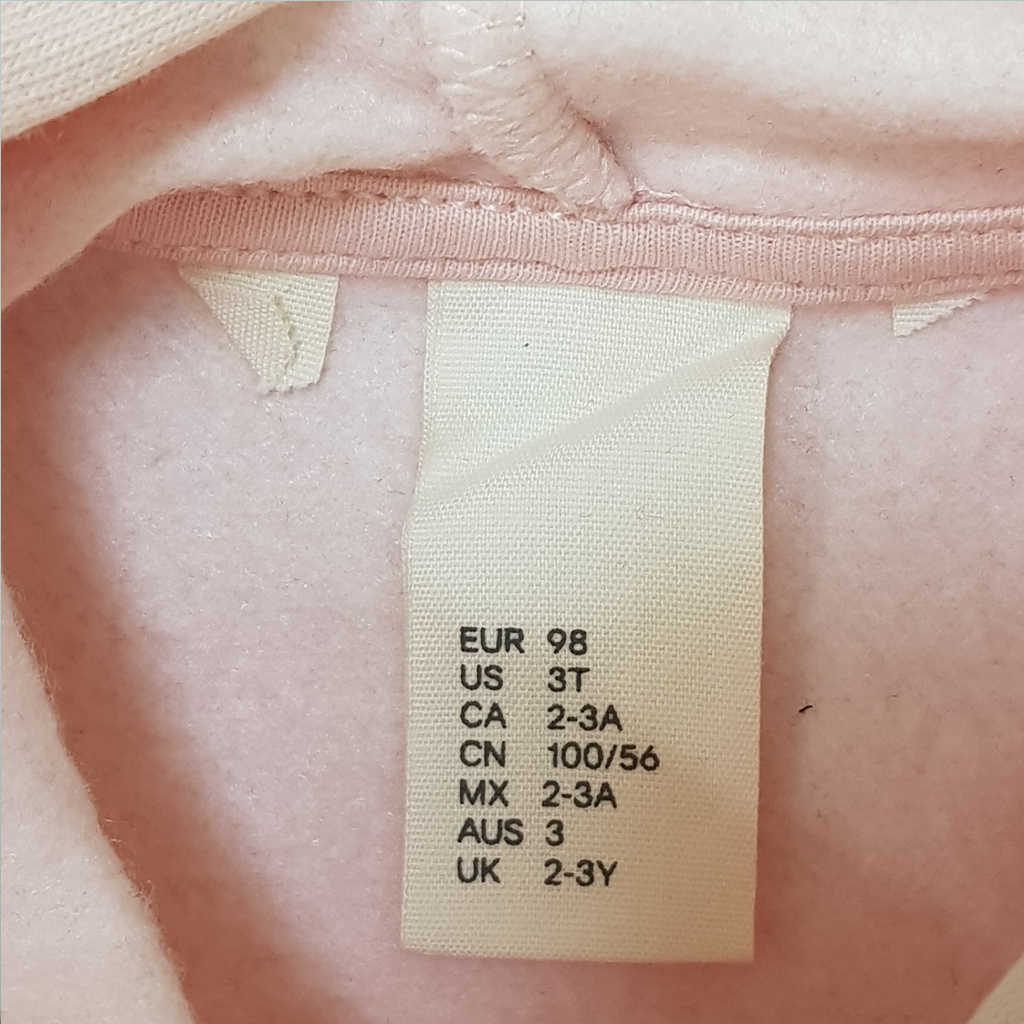 EUR 98
US 3T
CA 2-3A
CN 100/56
MX 2-3A
AUS 3
UK 2-3Y